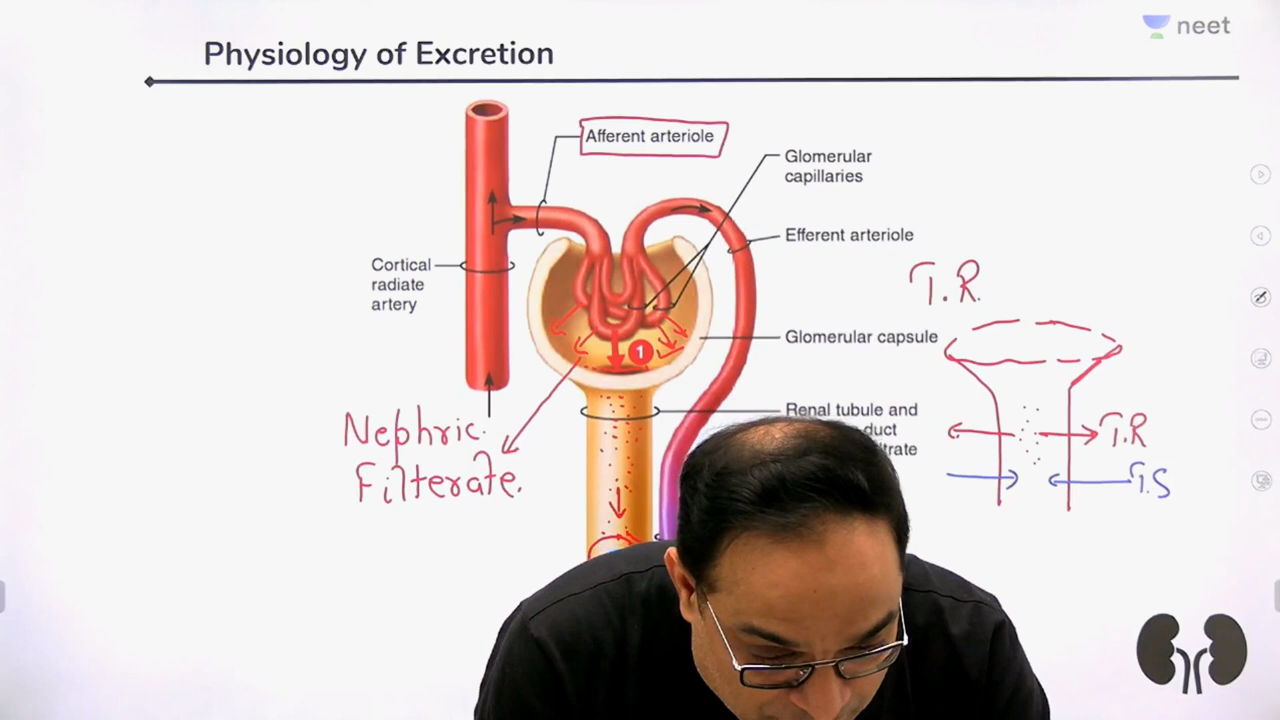 neet
Physiology of Excretion
Afferent arteriole
Glomerular
capillaries
Efferent arteriole
Cortical
radiate
artery
T.R.
Glomerular capsule
1
Renal tubule and
duct
Nephric
Filterate.
T.R
T.S